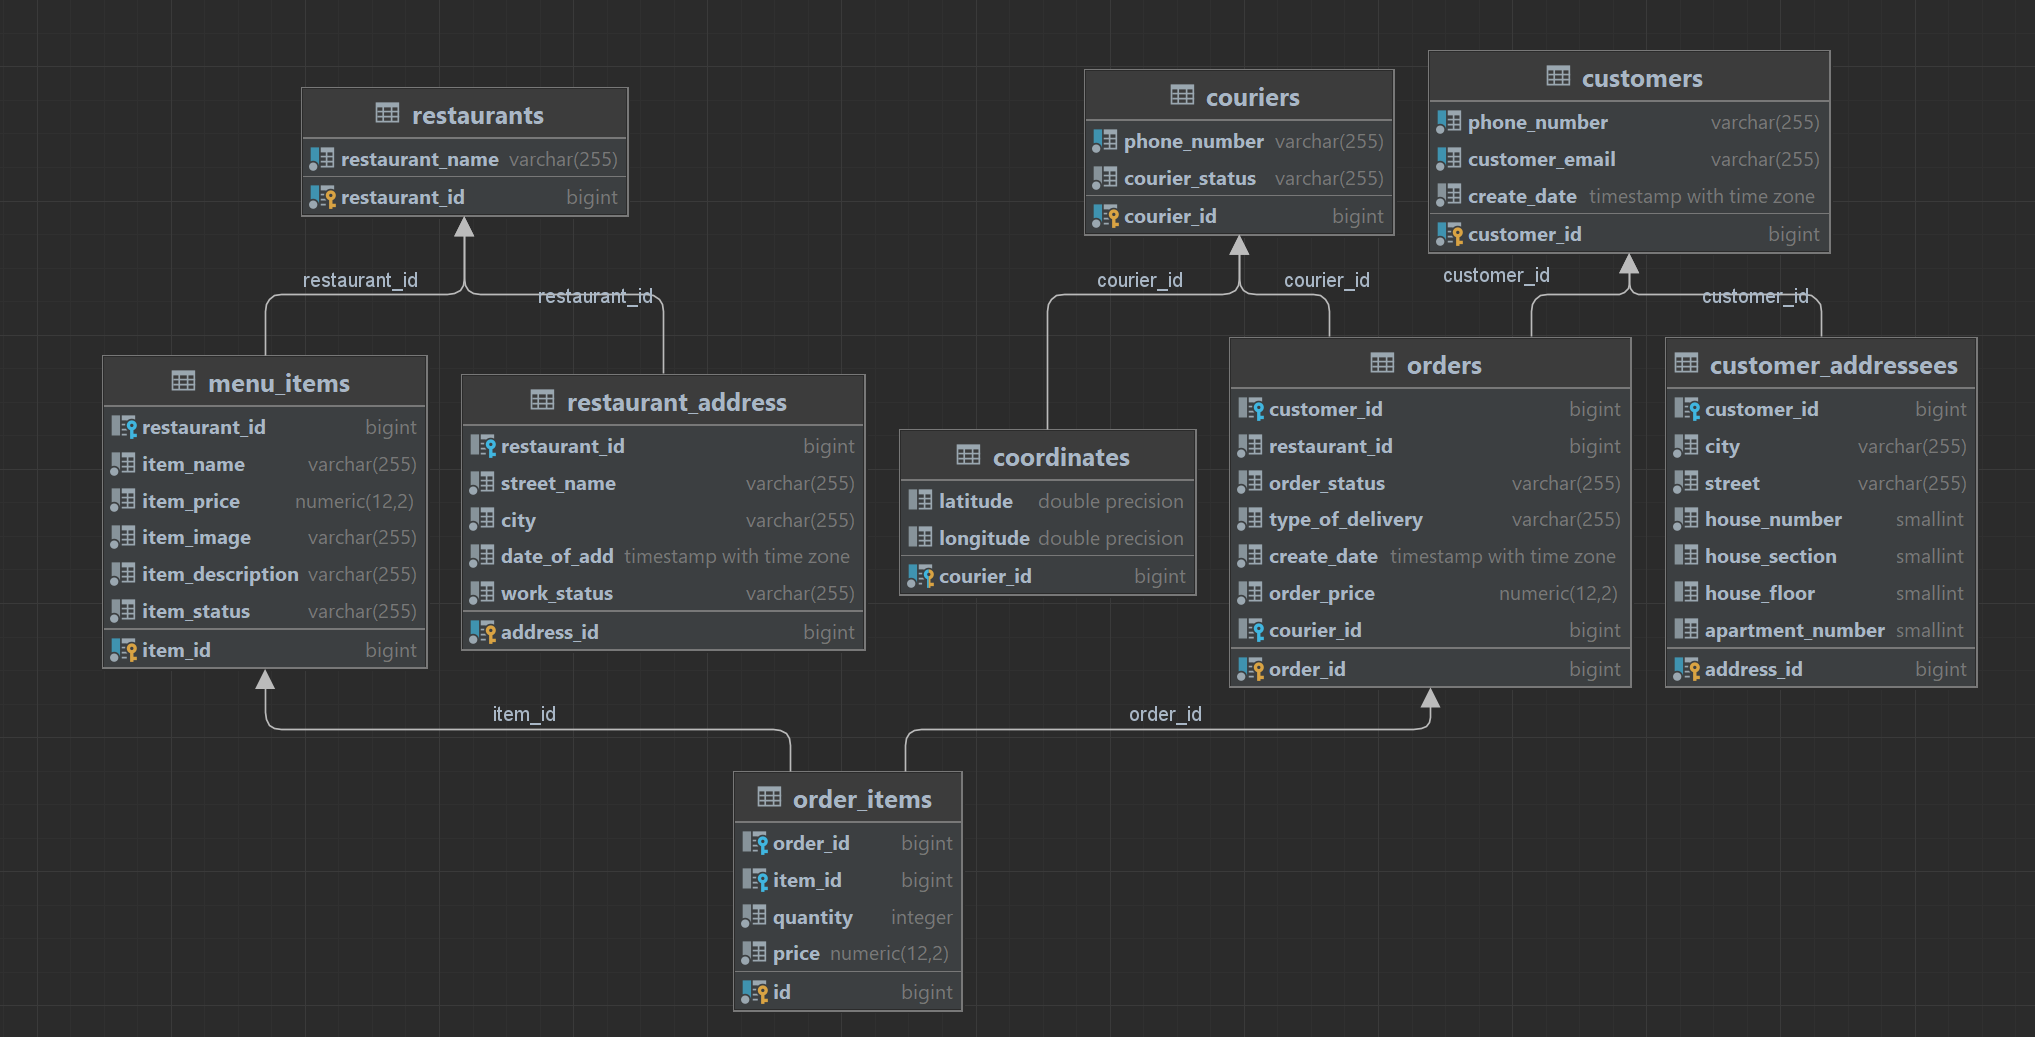 restaurants
restaurant_name varchar(255)
restaurant_id bigint
couriers
phone_number varchar(255)
courier_status varchar(255)
courier_id bigint
customers
phone_number varchar(255)
customer_email varchar(255)
create_date timestamp with time zone
customer_id bigint
restaurant_id
restaurant_id
courier_id
courier_id
customer_id
customer_id
menu_items
restaurant_id bigint
item_name varchar(255)
item_price numeric(12,2)
item_image varchar(255)
item_description varchar(255)
item_status varchar(255)
item_id bigint
restaurant_address
restaurant_id bigint
street_name varchar(255)
city varchar(255)
date_of_add timestamp with time zone
work_status varchar(255)
address_id bigint
coordinates
latitude double precision
longitude double precision
courier_id bigint
orders
customer_id bigint
restaurant_id bigint
order_status varchar(255)
type_of_delivery varchar(255)
create_date timestamp with time zone
order_price numeric(12,2)
courier_id bigint
order_id bigint
customer_addressees
customer_id bigint
city varchar(255)
street varchar(255)
house_number smallint
house_section smallint
house_floor smallint
apartment_number smallint
address_id bigint
item_id
order_id
order_items
order_id bigint
item_id bigint
quantity integer
price numeric(12,2)
id bigint